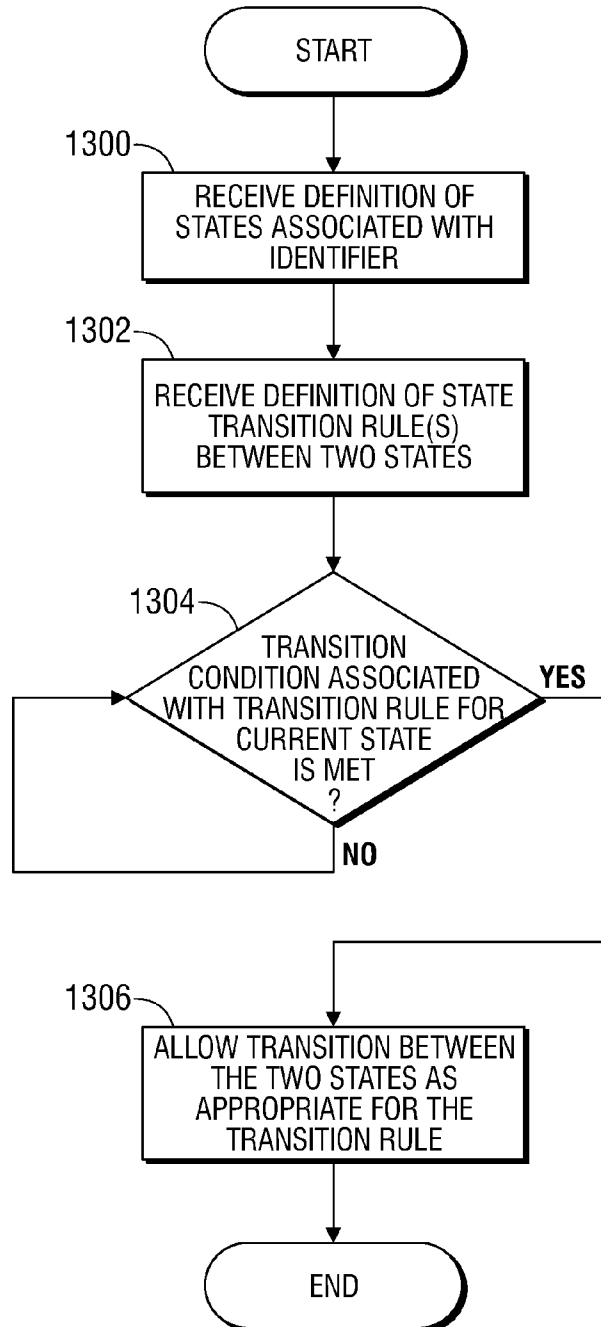 START
1300
RECEIVE DEFINITION OF
STATES ASSOCIATED WITH
IDENTIFIER
1302
RECEIVE DEFINITION OF STATE
TRANSITION RULE(S)
BETWEEN TWO STATES
1304
TRANSITION
CONDITION ASSOCIATED
WITH TRANSITION RULE FOR
CURRENT STATE
IS MET
?
YES
NO
1306
ALLOW TRANSITION BETWEEN
THE TWO STATES AS
APPROPRIATE FOR THE
TRANSITION RULE
END